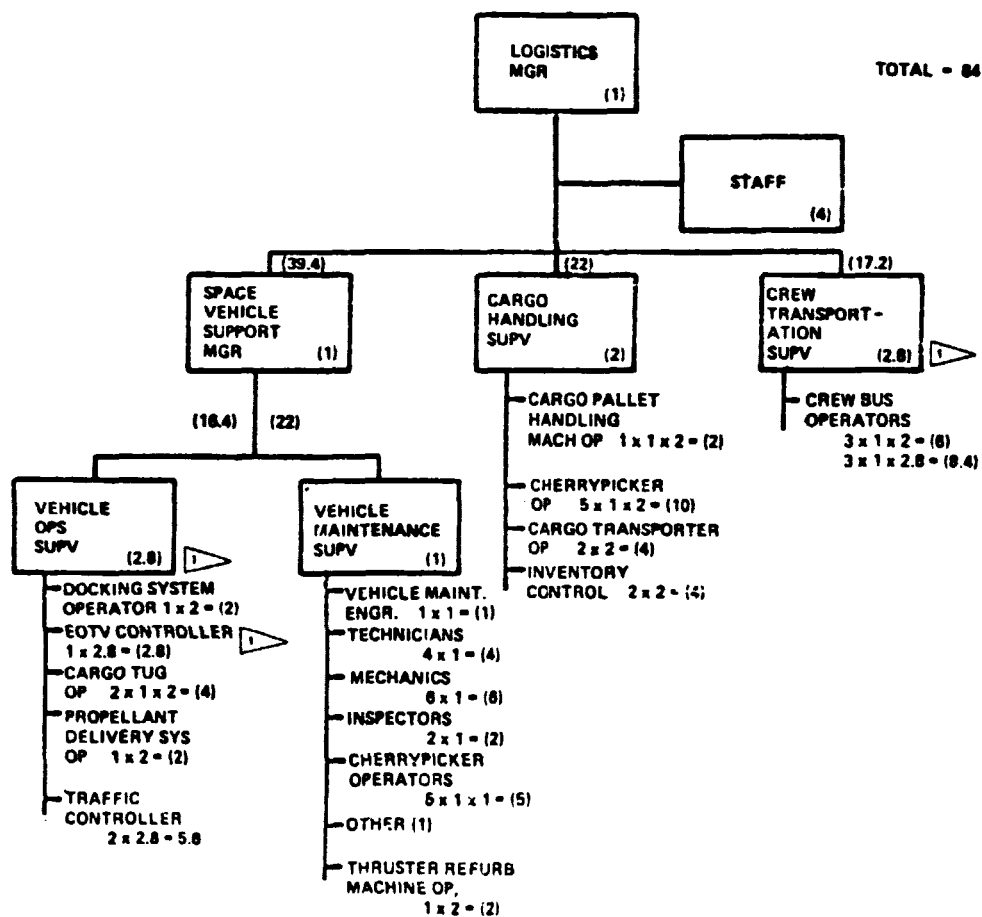 LOGISTICS
MGR
(1)
TOTAL = 84
STAFF
(4)
(39.4)
(22)
(17.2)
SPACE
VEHICLE
SUPPORT
MGR (1)
CARGO
HANDLING
SUPV
(2)
CREW
TRANSPORT-
ATION
SUPV (2.8)
1
(16.4) (22)
CARGO PALLET
HANDLING
MACH OP 1 x 1 x 2 = (2)
CHERRYPICKER
OP 5 x 1 x 2 = (10)
CARGO TRANSPORTER
OP 2 x 2 = (4)
INVENTORY
CONTROL 2 x 2 = (4)
CREW BUS
OPERATORS
3 x 1 x 2 = (6)
3 x 1 x 2.8 = (8.4)
VEHICLE
OPS
SUPV
(2.8)
1
DOCKING SYSTEM
OPERATOR 1 x 2 = (2)
EOTV CONTROLLER
1
1 x 2.8 = (2.8)
CARGO TUG
OP 2 x 1 x 2 = (4)
PROPELLANT
DELIVERY SYS
OP 1 x 2 = (2)
TRAFFIC
CONTROLLER
2 x 2.8 = 5.6
VEHICLE
MAINTENANCE
SUPV
(1)
VEHICLE MAINT.
ENGR. 1 x 1 = (1)
TECHNICIANS
4 x 1 = (4)
MECHANICS
6 x 1 = (6)
INSPECTORS
2 x 1 = (2)
CHERRYPICKER
OPERATORS
5 x 1 x 1 = (5)
OTHER (1)
THRUSTER REFURB
MACHINE OP,
1 x 2 = (2)